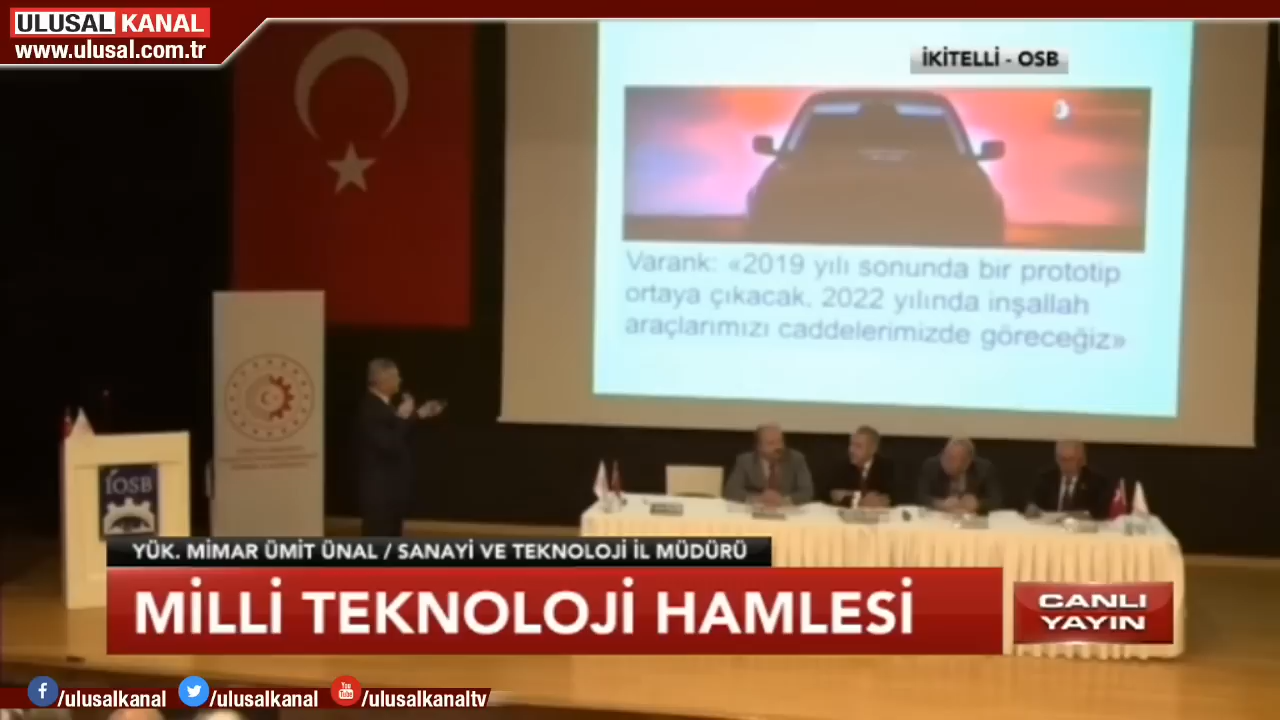 ULUSAL KANAL
www.ulusal.com.tr
İKİTELLİ - OSB
Varank: «2019 yılı sonunda bir prototip
ortaya çıkacak, 2022 yılında inşallah
araçlarımızı caddelerimizde göreceğiz»
İOSB
YÜK. MİMAR ÜMİT ÜNAL / SANAYİ VE TEKNOLOJİ İL MÜDÜRÜ
MİLLİ TEKNOLOJİ HAMLESİ
CANLI
YAYIN
/ulusalkanal
/ulusalkanal
You Tube
/ulusalkanaltv